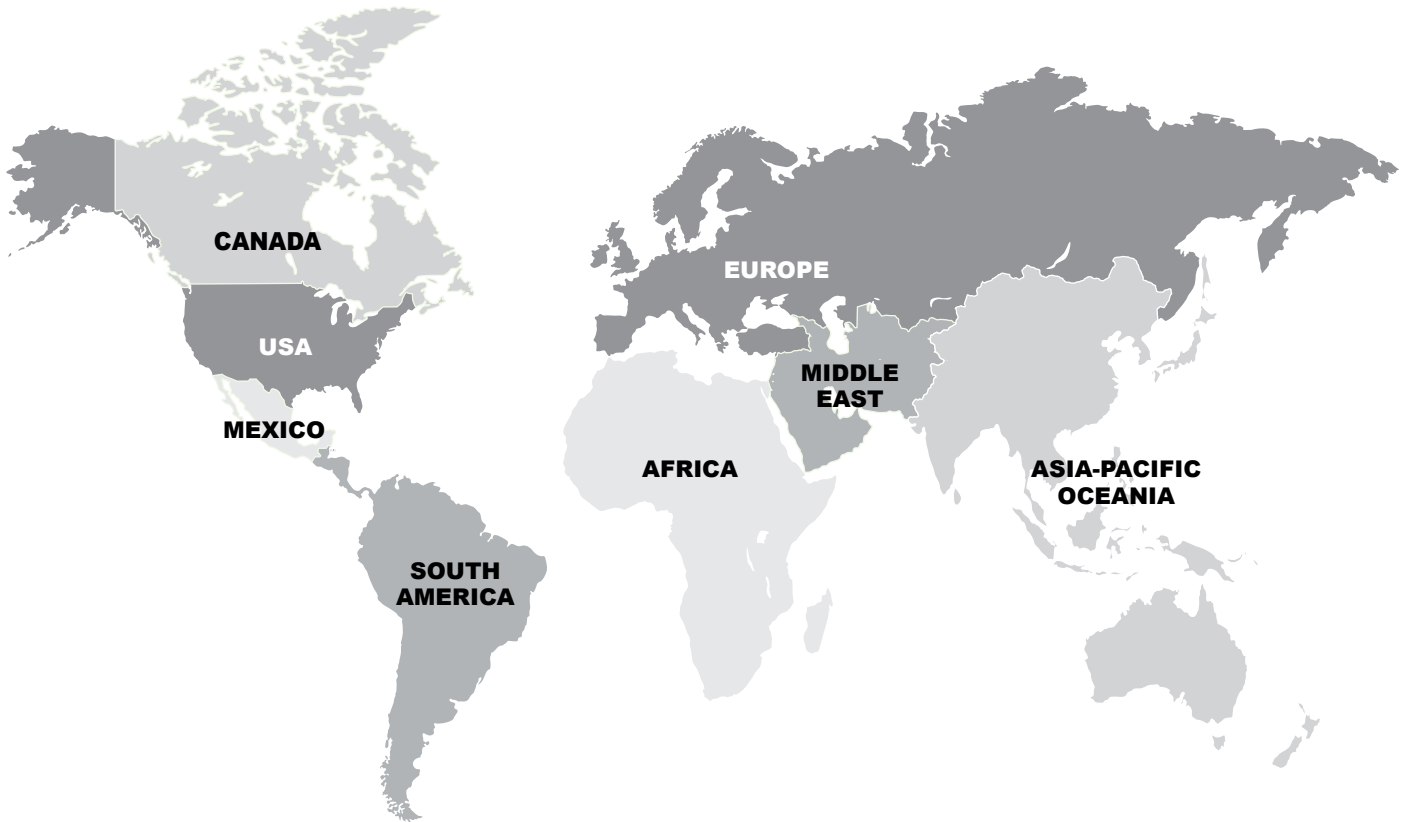 CANADA
EUROPE
USA
MIDDLE
EAST
MEXICO
AFRICA
ASIA-PACIFIC
OCEANIA
SOUTH
AMERICA